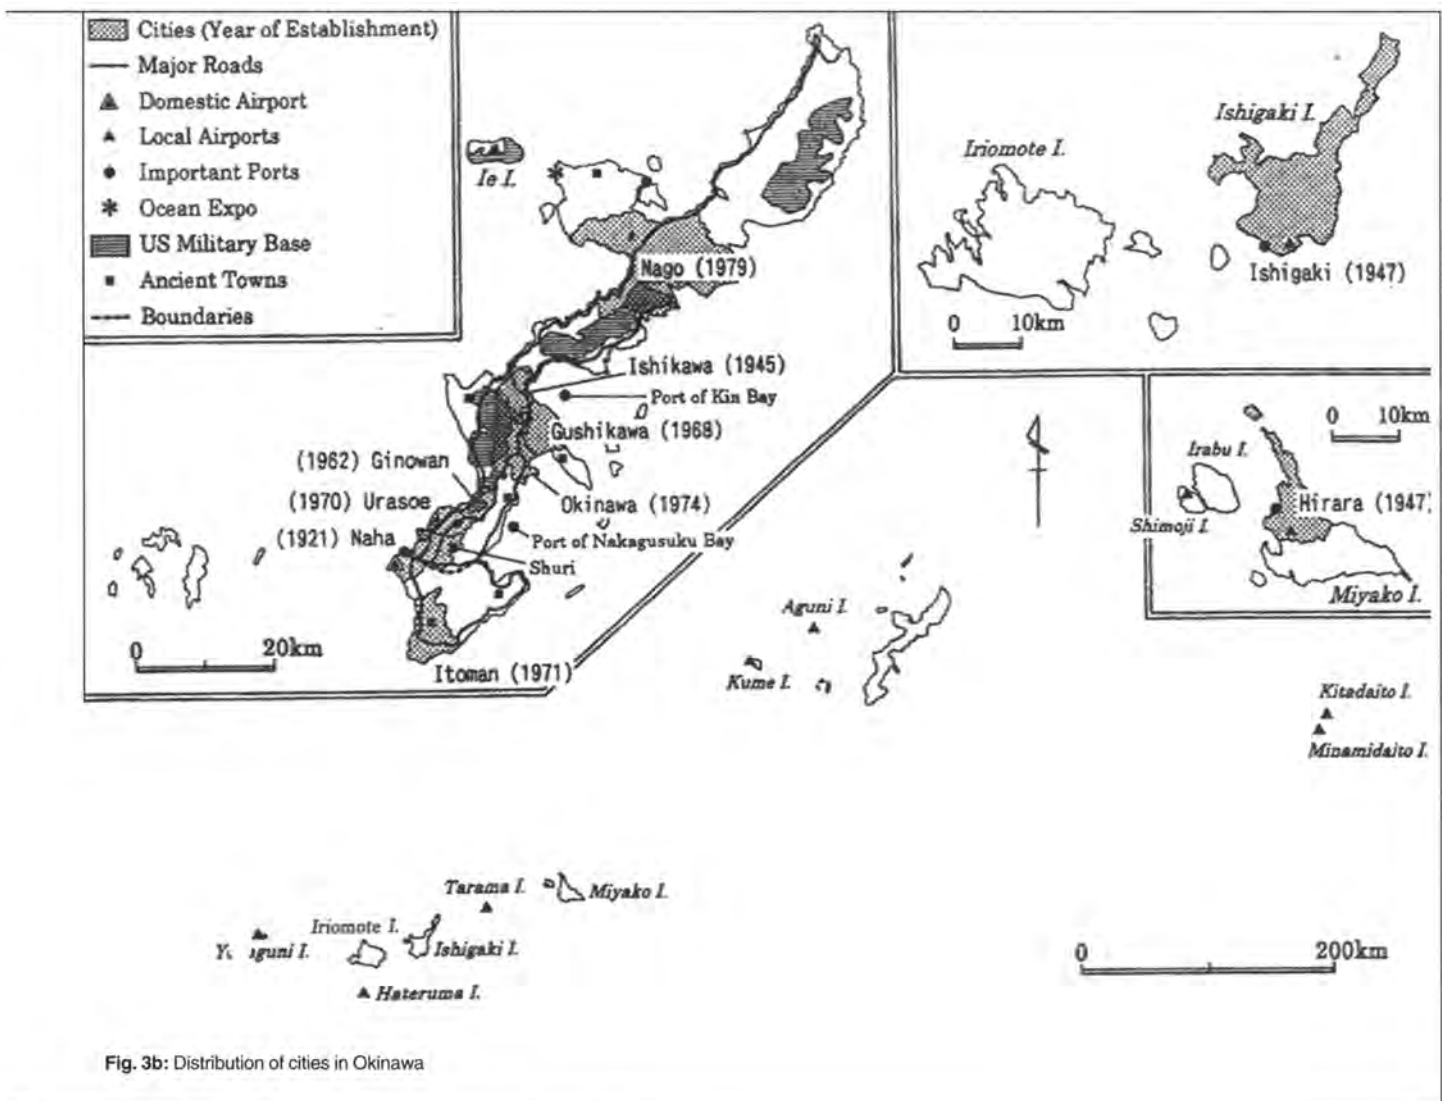 Cities (Year of Establishment)
Major Roads
Domestic Airport
Local Airports
Important Ports
Ocean Expo
US Military Base
Ancient Towns
Boundaries
Ie I.
Nago (1979)
Ishikawa (1945)
Port of Kin Bay
Gushikawa (1968)
(1962) Ginowan
(1970) Urasoe
Okinawa (1974)
(1921) Naha
Port of Nakagusuku Bay
Shuri
0 20km
Itoman (1971)
Ishigaki I.
Iriomote I.
Ishigaki (1947)
0 10km
0 10km
Irabu I.
Hirara (1947)
Shimoji I.
Miyako I.
Aguni I.
Kume I.
Kitadaito I.
Minamidaito I.
Tarama I.
Miyako I.
Iriomote I.
Ishigaki I.
Hateruma I.
0 200km
Fig. 3b: Distribution of cities in Okinawa